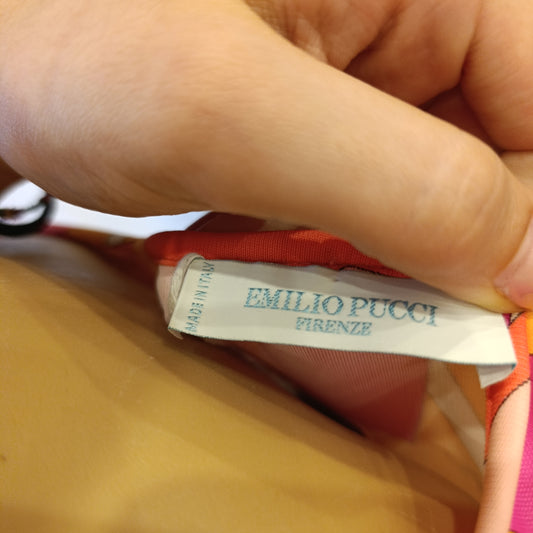 MADE IN ITALY
EMILIO PUCCI
FIRENZE